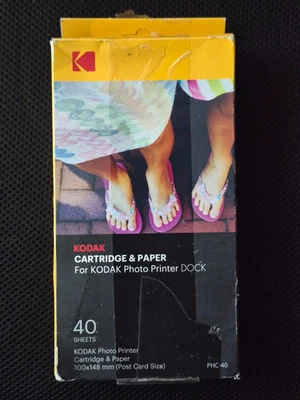 KODAK
CARTRIDGE & PAPER
For KODAK Photo Printer DOCK
40
SHEETS
KODAK Photo Printer
Cartridge & Paper
100x148 mm (Post Card Size)
PHC-40